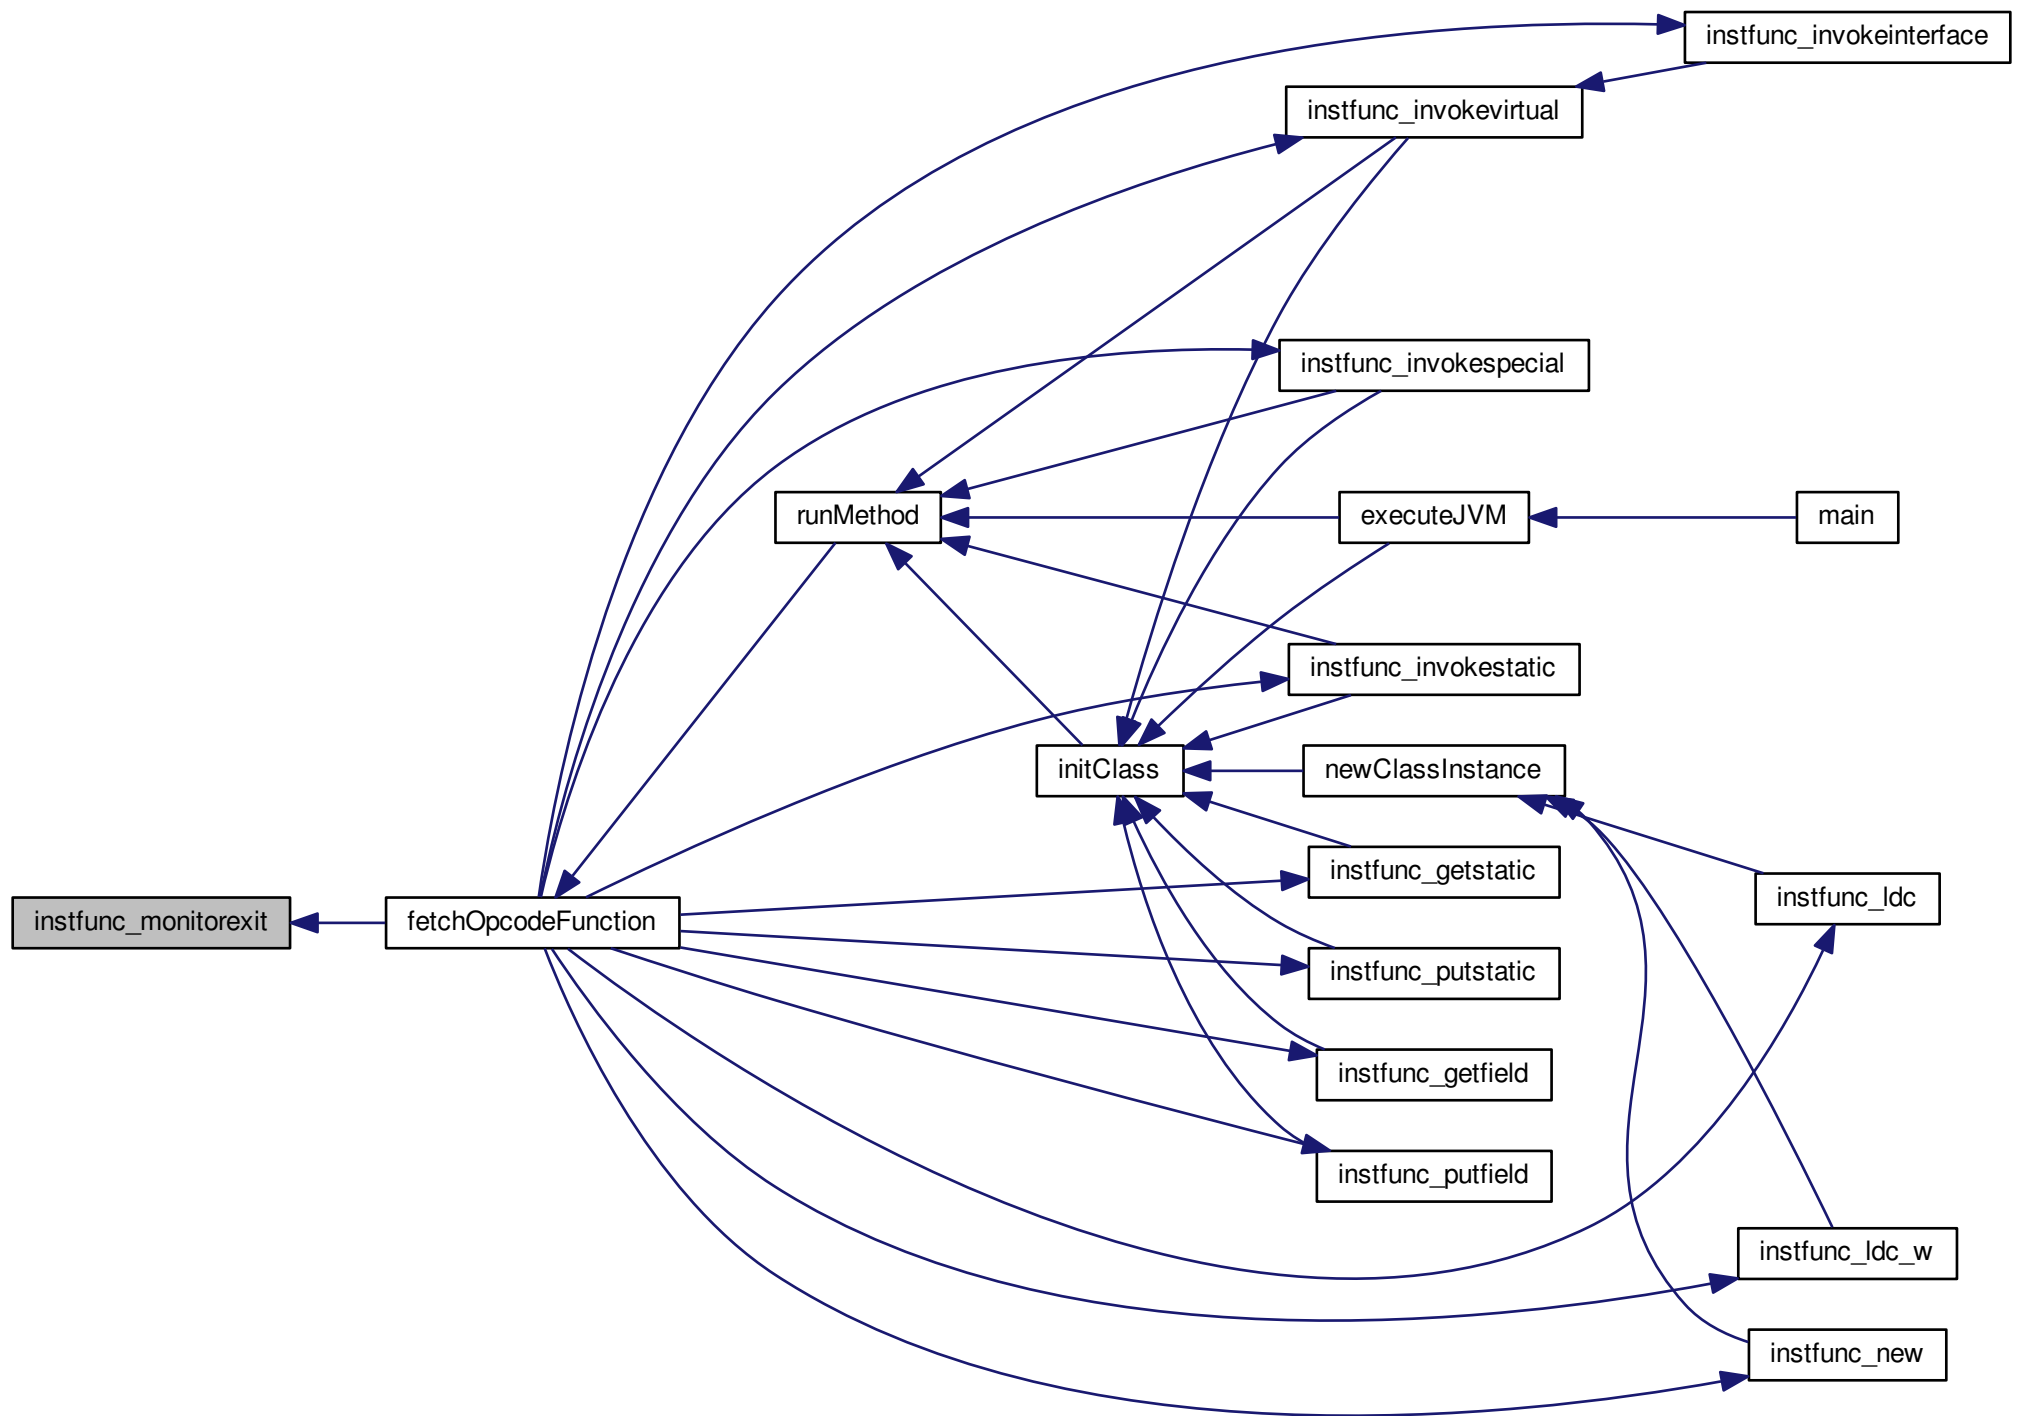 instfunc_invokeinterface
instfunc_invokevirtual
instfunc_invokespecial
runMethod
executeJVM
main
instfunc_invokestatic
initClass
newClassInstance
instfunc_getstatic
instfunc_ldc
instfunc_monitorexit
fetchOpcodeFunction
instfunc_putstatic
instfunc_getfield
instfunc_putfield
instfunc_ldc_w
instfunc_new